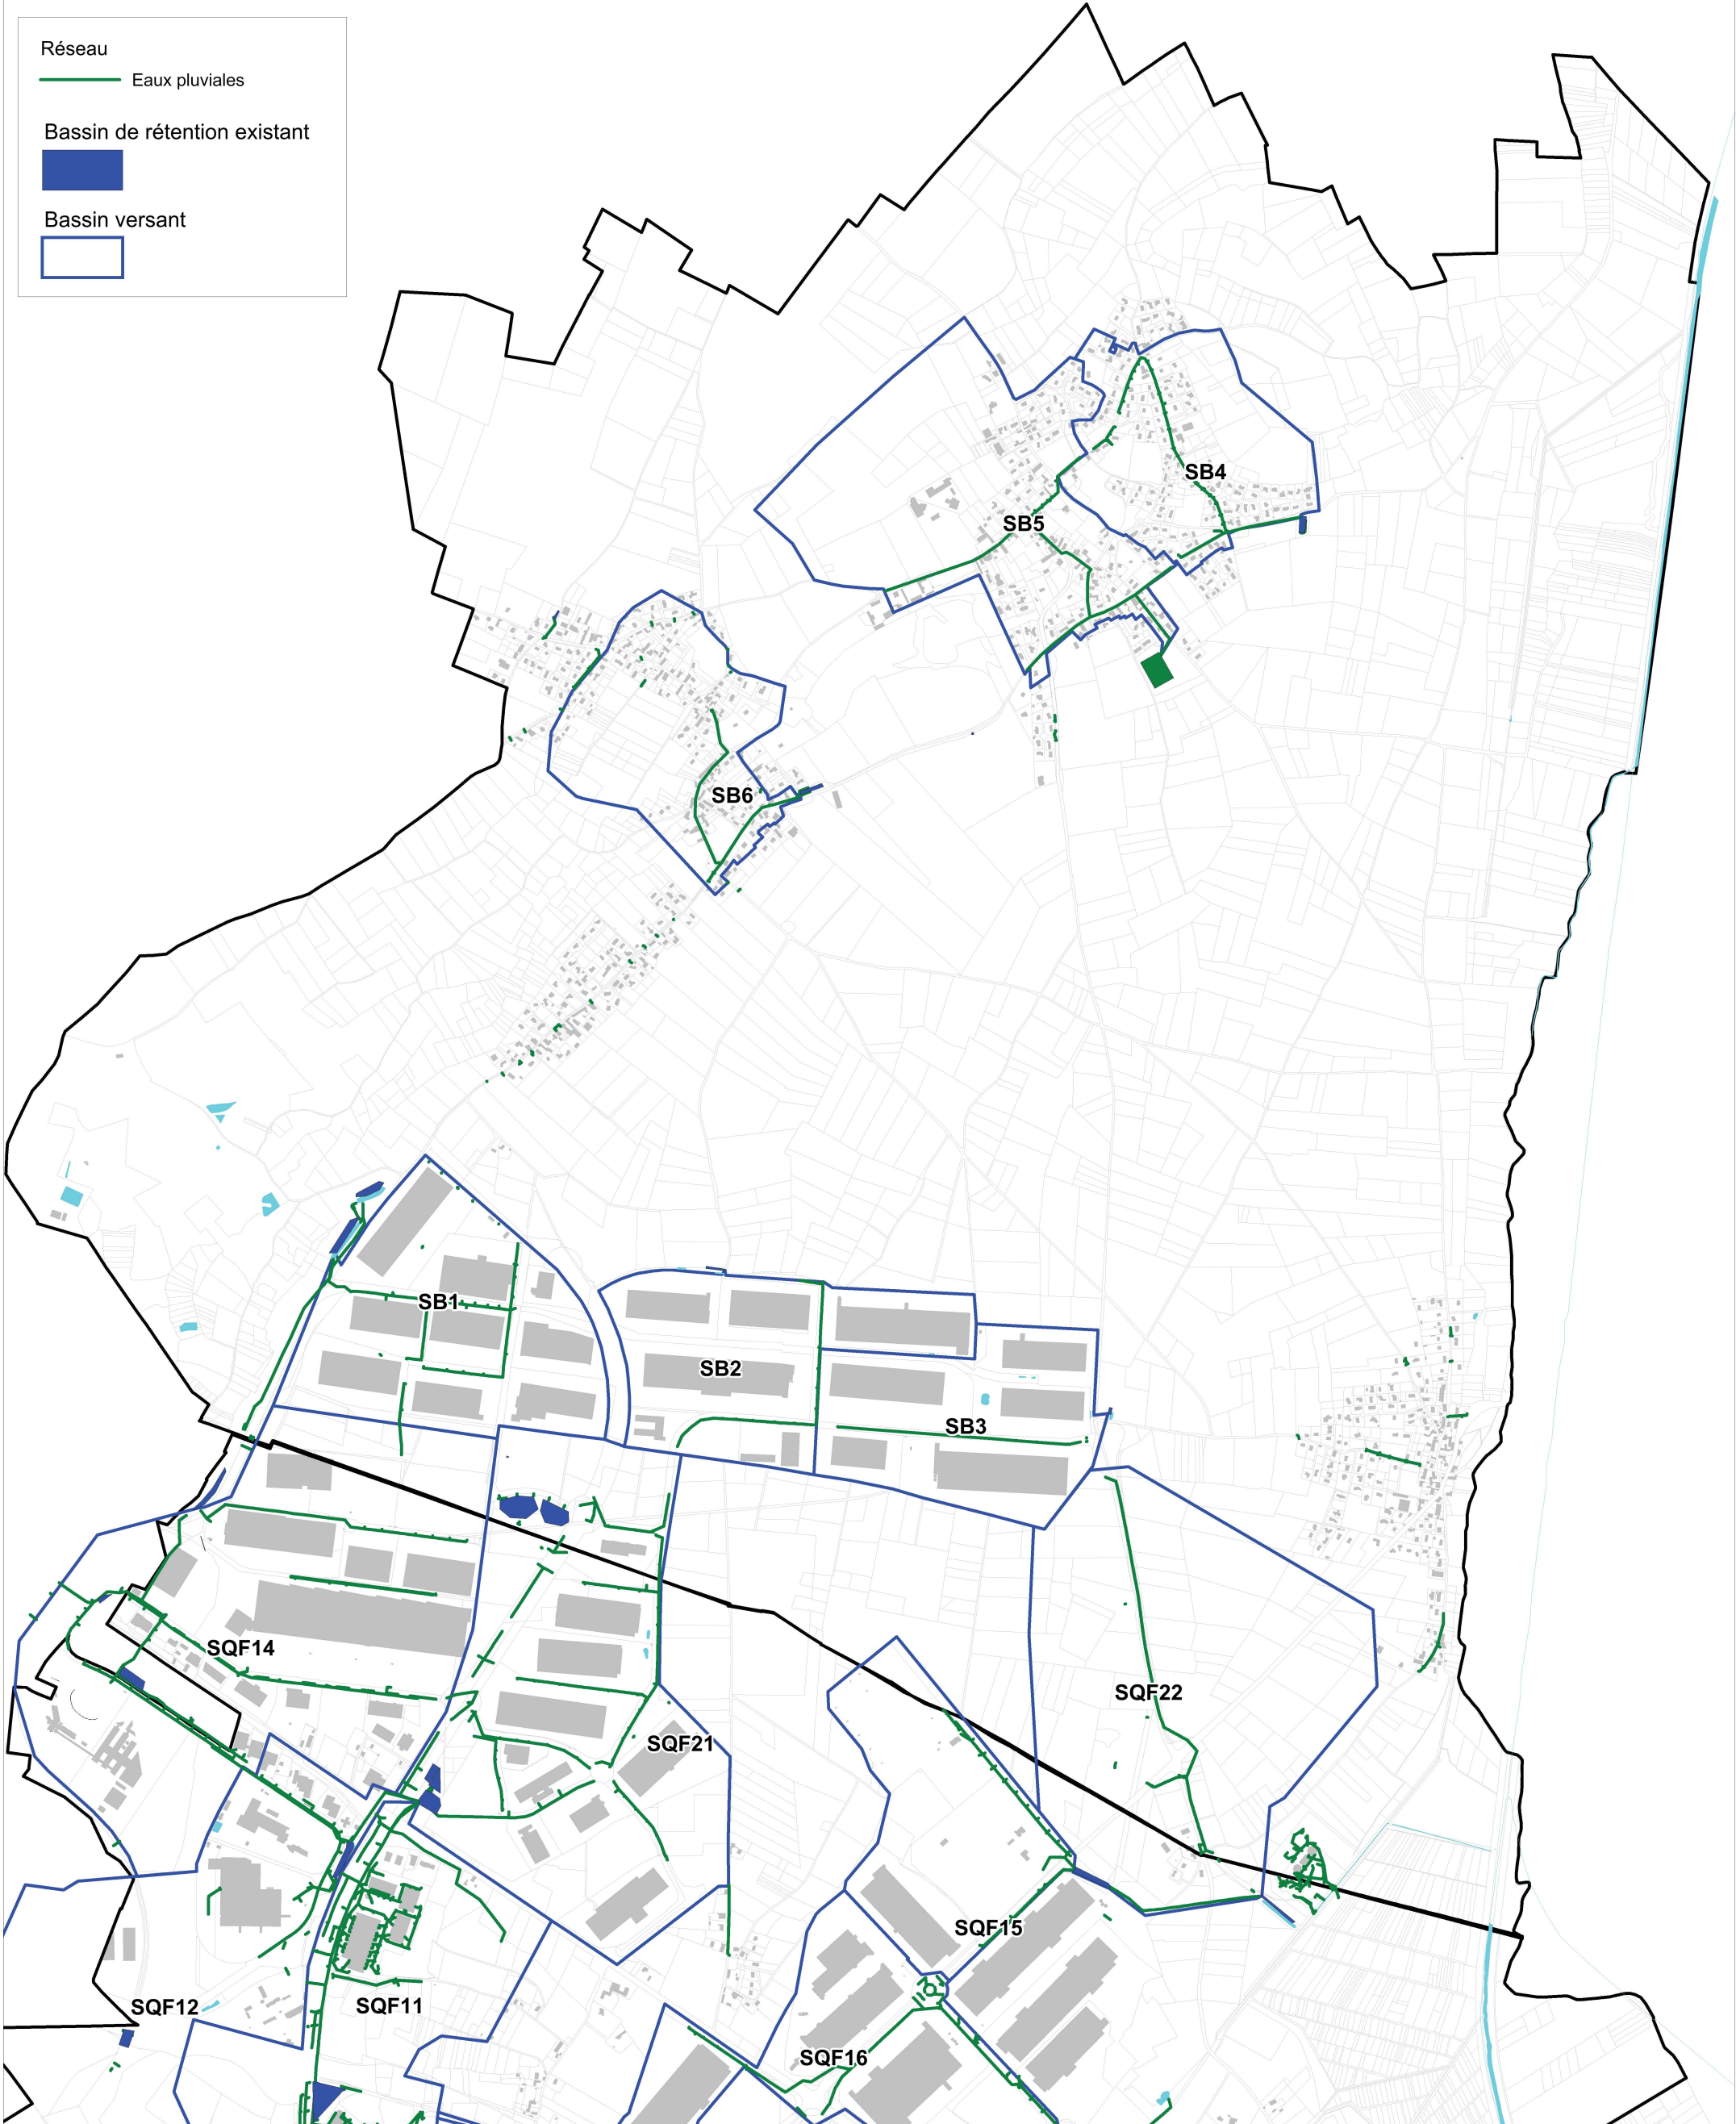 Réseau
Eaux pluviales
Bassin de rétention existant
Bassin versant
SB4
SB5
SB6
SB1
SB2
SB3
SQF14
SQF22
SQF21
SQF15
SQF12
SQF11
SQF16